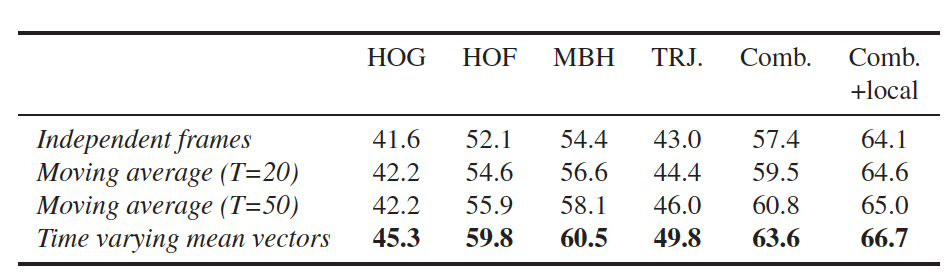 HOG HOF MBH TRJ. Comb. Comb.
+local
Independent frames 41.6 52.1 54.4 43.0 57.4 64.1
Moving average (T=20) 42.2 54.6 56.6 44.4 59.5 64.6
Moving average (T=50) 42.2 55.9 58.1 46.0 60.8 65.0
Time varying mean vectors 45.3 59.8 60.5 49.8 63.6 66.7